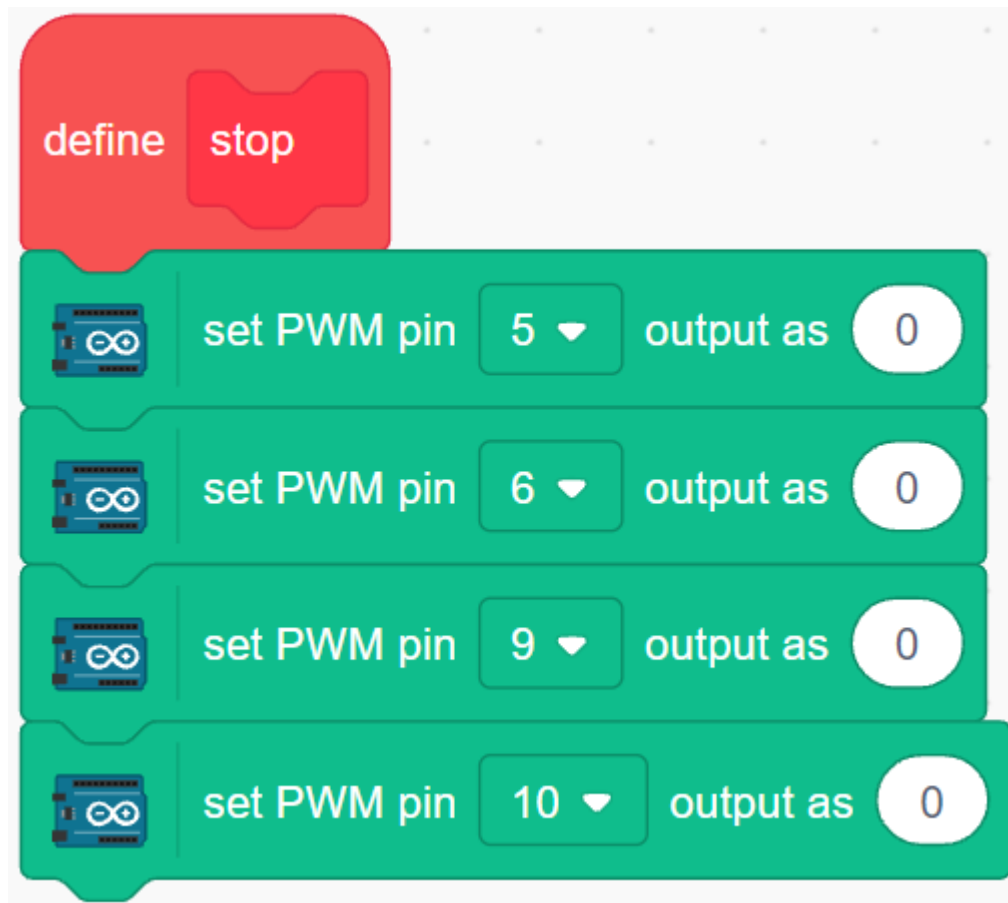 define stop
set PWM pin 5 output as 0
set PWM pin 6 output as 0
set PWM pin 9 output as 0
set PWM pin 10 output as 0